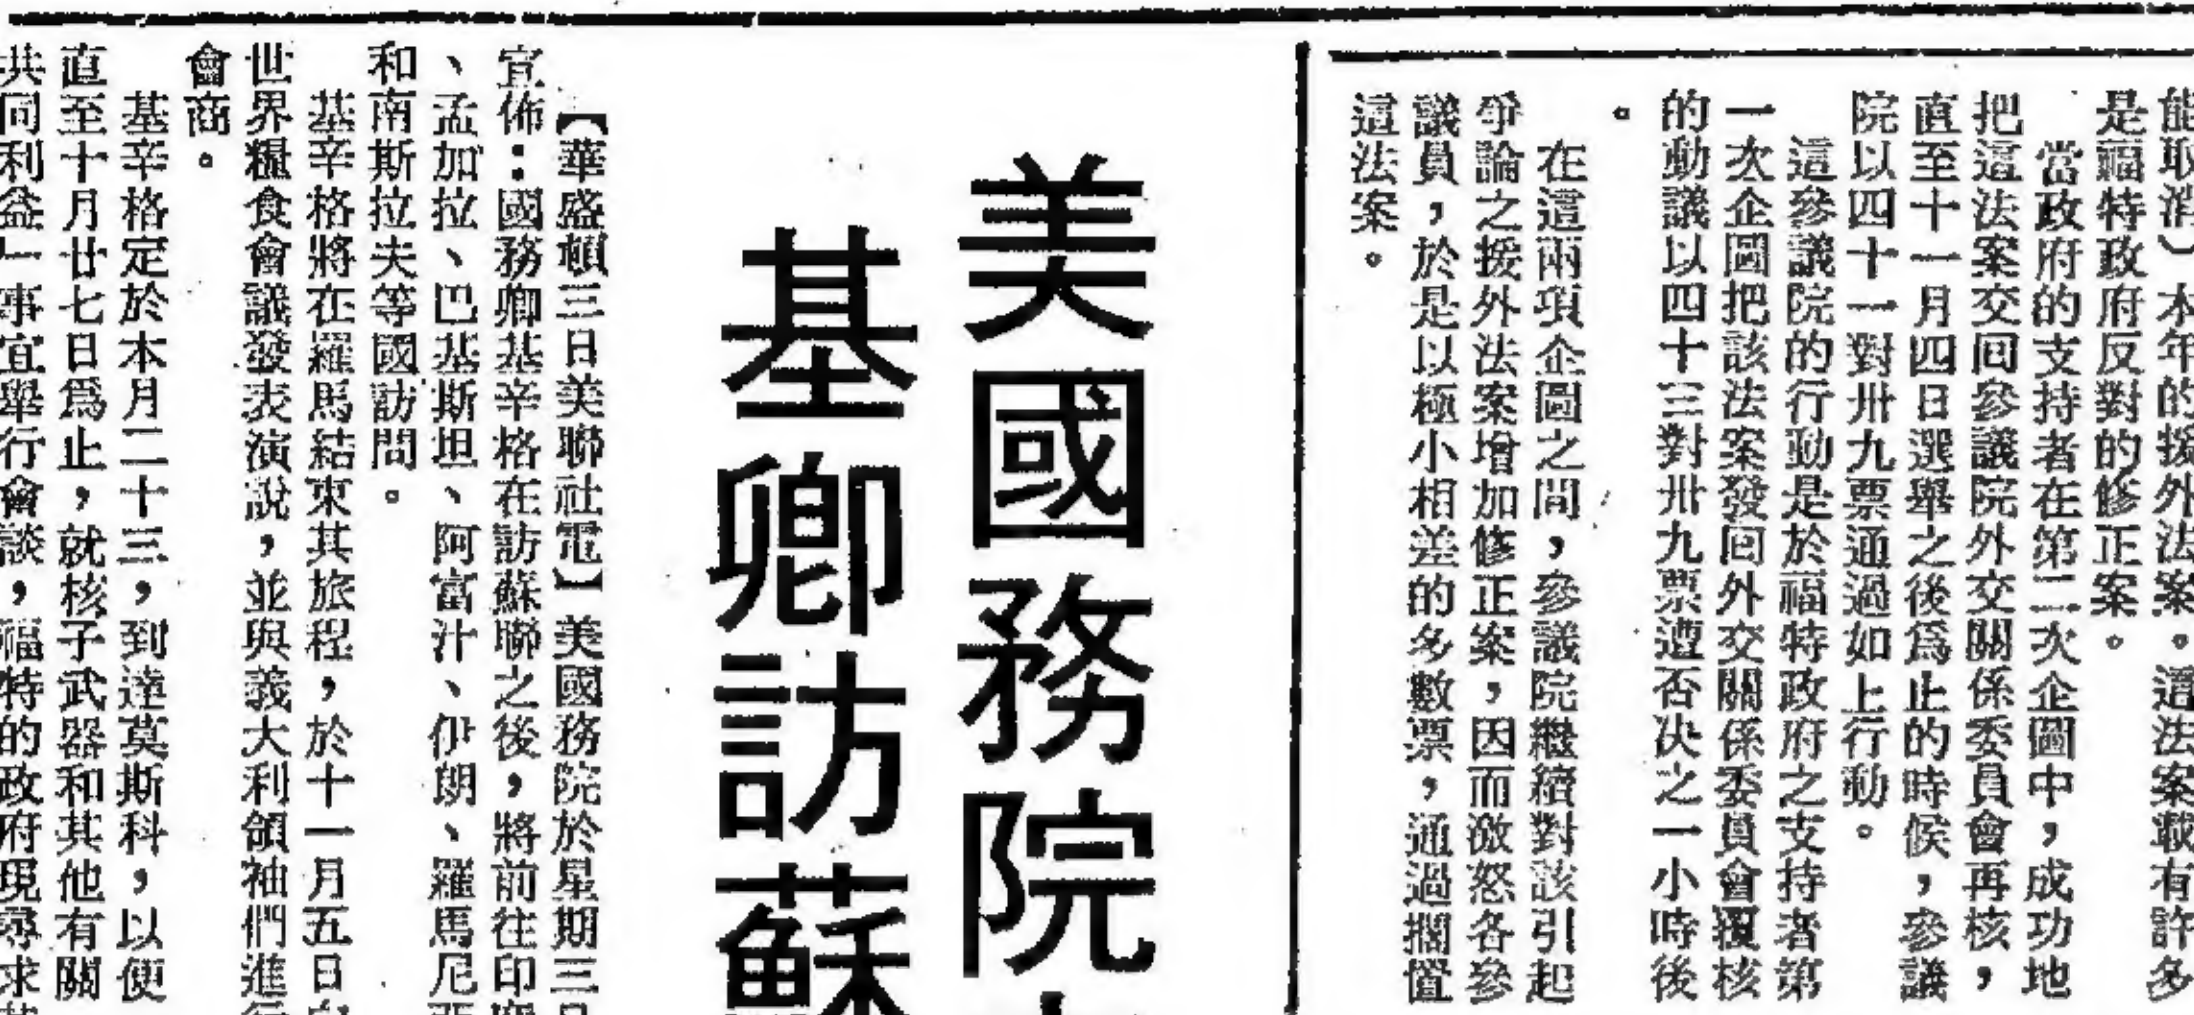 能取消）本年的援外法案。這法案載有許多
是福特政府反對的修正案。
當政府的支持者在第二次企圖中，成功地
把這法案交回參議院外交關係委員會再核，
直至十一月四日選舉之後爲止的時候，參議
院以四十一對卅九票通過如上行動。
這參議院的行動是於福特政府之支持者第
一次企圖把該法案發回外交關係委員會覆核
的動議以四十三對卅九票遭否決之一小時後
。
在這兩項企圖之間，參議院繼續對該引起
爭論之援外法案增加修正案，因而激怒各參
議員，於是以極小相差的多數票，通過擱置
這法案。
美國務院
基卿訪蘇
【華盛頓三日美聯社電】美國務院於星期三日
宣佈：國務卿基辛格在訪蘇聯之後，將前往印
、孟加拉、巴基斯坦、阿富汁、伊朗、羅馬尼
和南斯拉夫等國訪問。
基辛格將在羅馬結束其旅程，於十一月五日
世界糧食會議發表演說，並與義大利領袖們進
會商。
基辛格定於本月二十三，到達莫斯科，以便
直至十月廿七日爲止，就核子武器和其他有關
共同利益」事宜舉行會談，福特的政府現尋求